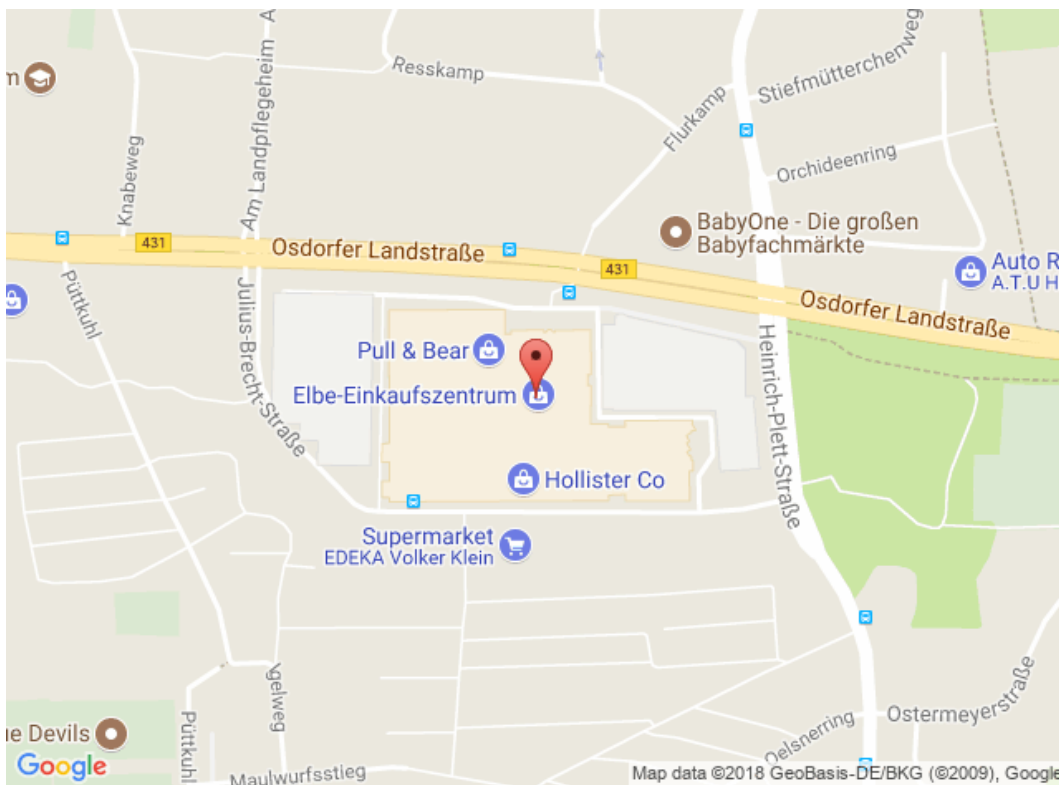 Resskamp
Stiefmütterchenweg
Flurkamp
Am Landpflegeheim
Knabeweg
Orchideenring
BabyOne - Die großen
Babyfachmärkte
431
Osdorfer Landstraße
431
Auto R
A.T.U H
Osdorfer Landstraße
Püttkuhl
Julius-Brecht-Straße
Pull & Bear
Elbe-Einkaufszentrum
Heinrich-Plett-Straße
Hollister Co
Supermarket
EDEKA Volker Klein
gelweg
Püttkuhl
Ostermeyerstraße
Oelsnerring
ue Devils
Maulwurfsstieg
Google
Map data ©2018 GeoBasis-DE/BKG (©2009), Google